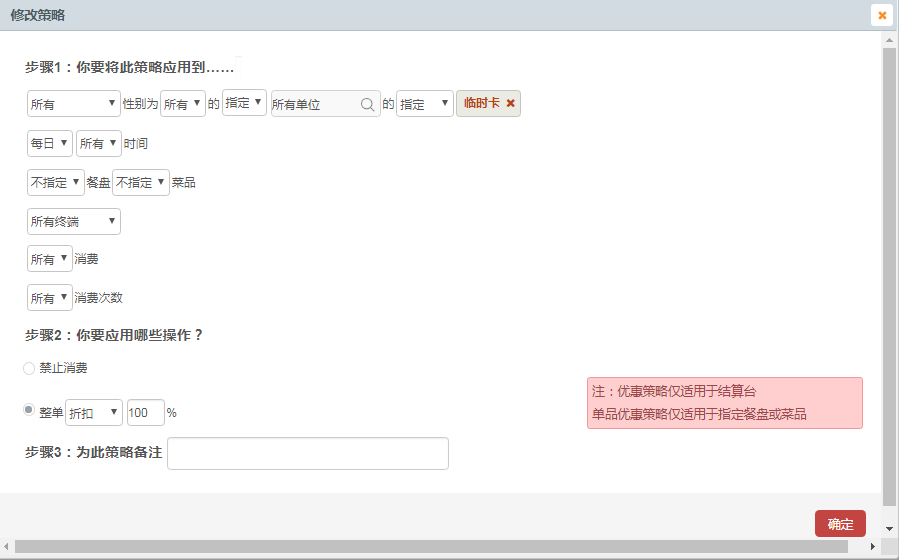 修改策略
步骤1：你要将此策略应用到……
所有 性别为 所有 的 指定 所有单位 的 指定 临时卡
每日 所有 时间
不指定 餐盘 不指定 菜品
所有终端
所有 消费
所有 消费次数
步骤2：你要应用哪些操作？
禁止消费
整单 折扣 100 %
注：优惠策略仅适用于结算台
单品优惠策略仅适用于指定餐盘或菜品
步骤3：为此策略备注
确定